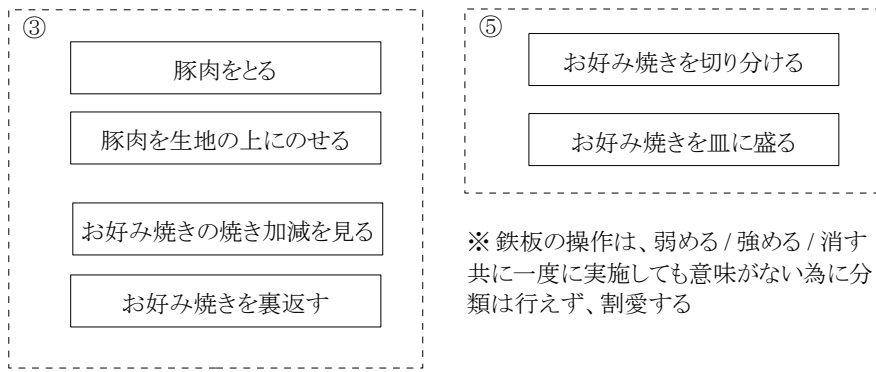 ③
豚肉をとる
豚肉を生地の上にのせる
お好み焼きの焼き加減を見る
お好み焼きを裏返す
⑤
お好み焼きを切り分ける
お好み焼きを皿に盛る
※ 鉄板の操作は、弱める / 強める / 消す
共に一度に実施しても意味がない為に分
類は行えず、割愛する